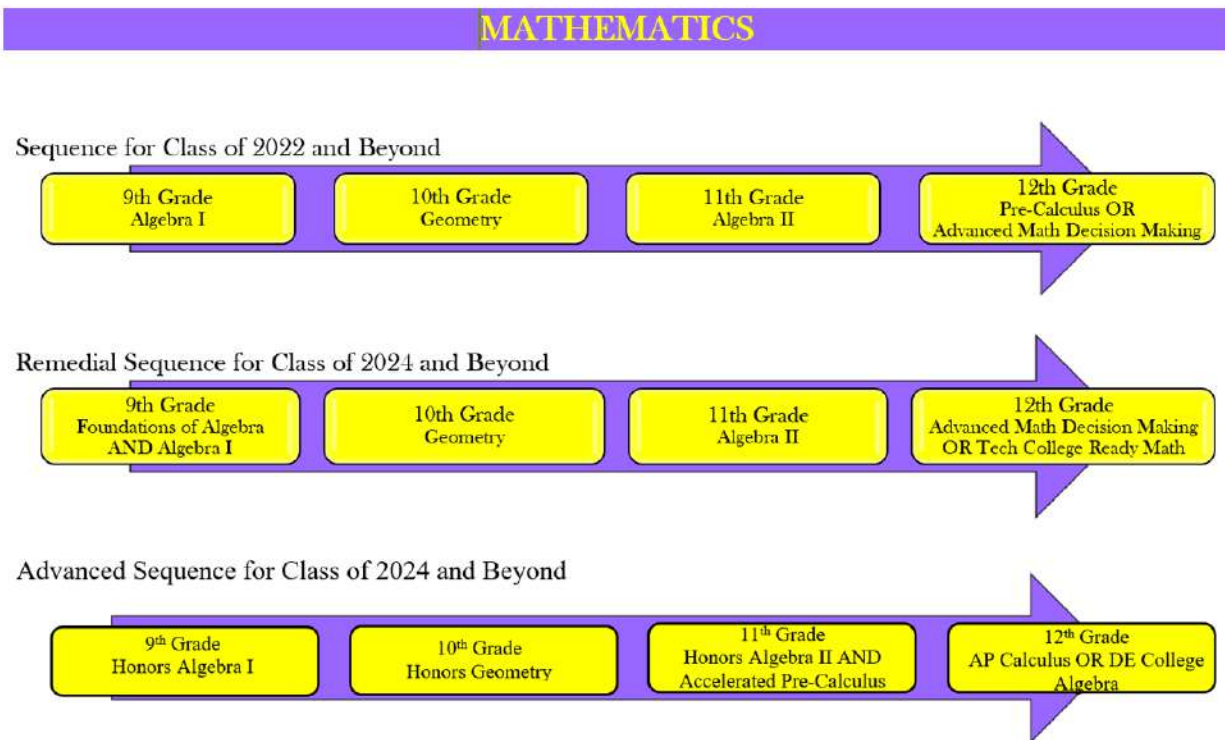 MATHEMATICS
Sequence for Class of 2022 and Beyond
9th Grade
Algebra I
10th Grade
Geometry
11th Grade
Algebra II
12th Grade
Pre-Calculus OR
Advanced Math Decision Making
Remedial Sequence for Class of 2024 and Beyond
9th Grade
Foundations of Algebra
AND Algebra I
10th Grade
Geometry
11th Grade
Algebra II
12th Grade
Advanced Math Decision Making
OR Tech College Ready Math
Advanced Sequence for Class of 2024 and Beyond
9th Grade
Honors Algebra I
10th Grade
Honors Geometry
11th Grade
Honors Algebra II AND
Accelerated Pre-Calculus
12th Grade
AP Calculus OR DE College
Algebra